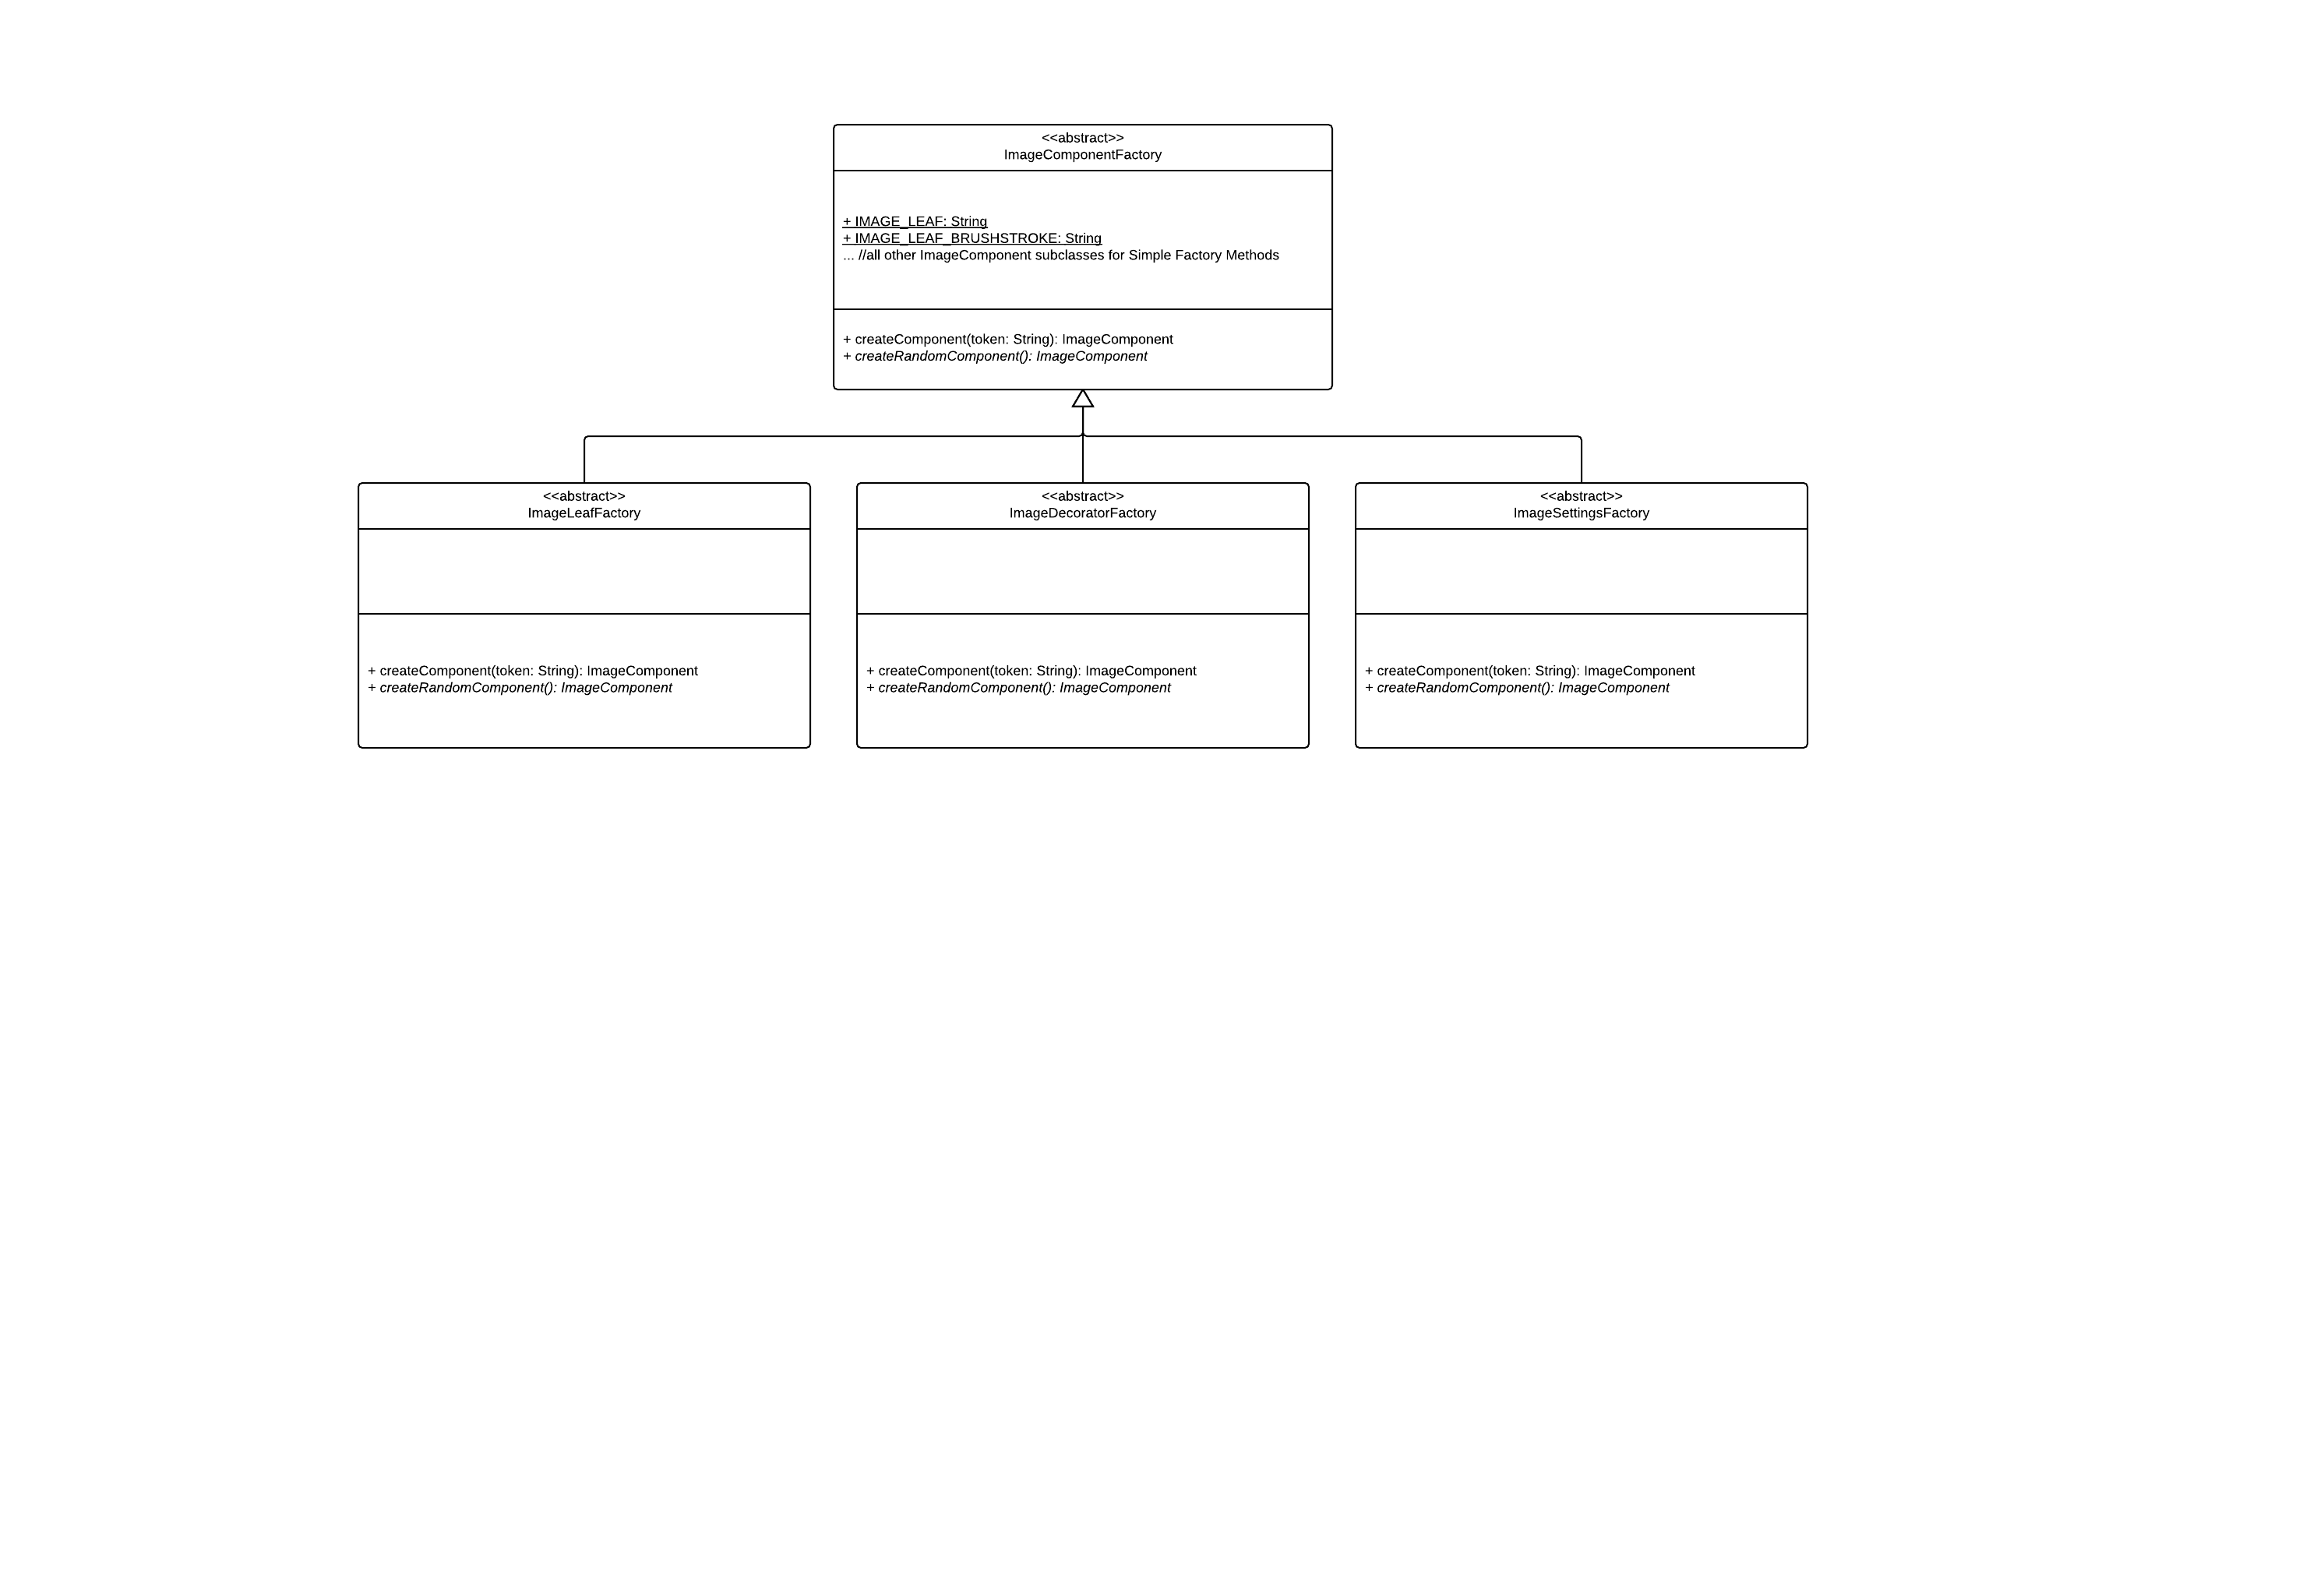 <<abstract>>
ImageComponentFactory
+ IMAGE_LEAF: String
+ IMAGE_LEAF_BRUSHSTROKE: String
... //all other ImageComponent subclasses for Simple Factory Methods
+ createComponent(token: String): ImageComponent
+ createRandomComponent(): ImageComponent
<<abstract>>
ImageLeafFactory
+ createComponent(token: String): ImageComponent
+ createRandomComponent(): ImageComponent
<<abstract>>
ImageDecoratorFactory
+ createComponent(token: String): ImageComponent
+ createRandomComponent(): ImageComponent
<<abstract>>
ImageSettingsFactory
+ createComponent(token: String): ImageComponent
+ createRandomComponent(): ImageComponent